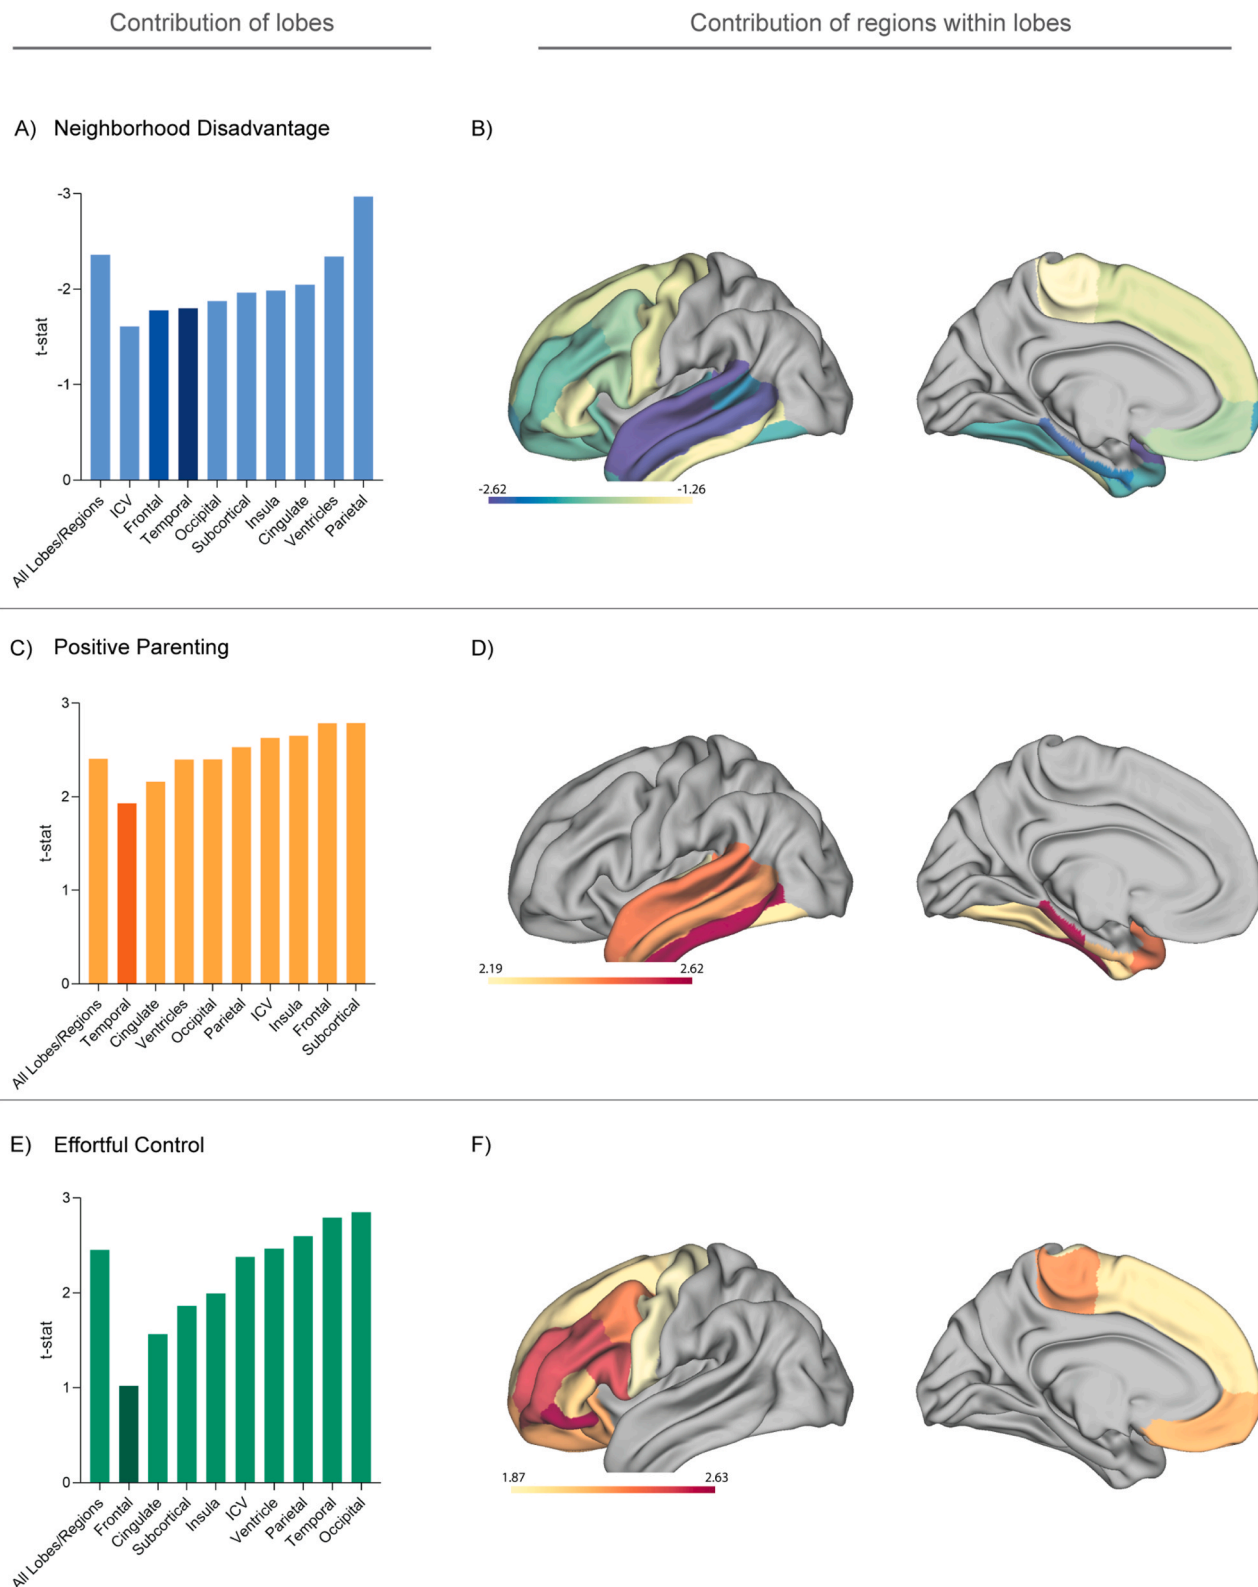 Contribution of lobes
Contribution of regions within lobes
A) Neighborhood Disadvantage
B)
-3
-2
-1
0
t-stat
All Lobes/Regions
ICV
Frontal
Temporal
Occipital
Subcortical
Insula
Cingulate
Ventricles
Parietal
-2.62
-1.26
C) Positive Parenting
D)
3
2
1
0
t-stat
All Lobes/Regions
Temporal
Cingulate
Ventricles
Occipital
Parietal
ICV
Insula
Frontal
Subcortical
2.19
2.62
E) Effortful Control
F)
3
2
1
0
t-stat
All Lobes/Regions
Frontal
Cingulate
Subcortical
Insula
ICV
Ventricle
Parietal
Temporal
Occipital
1.87
2.63